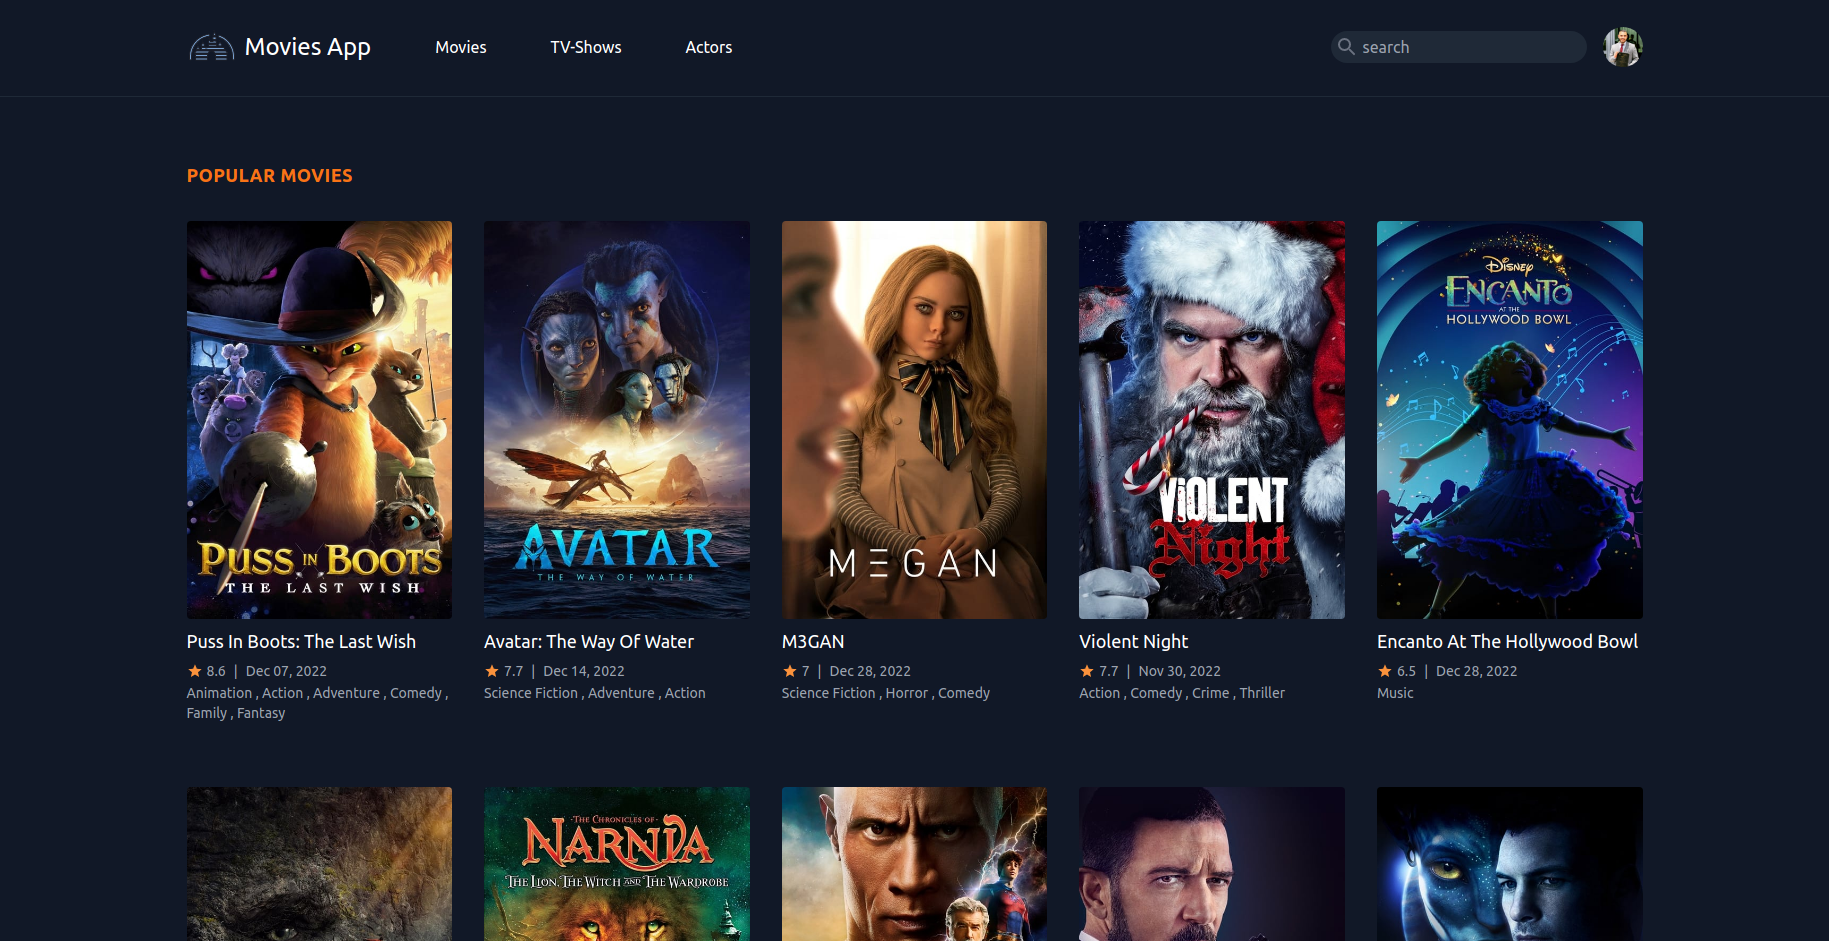 Movies App
Movies
TV-Shows
Actors
search
POPULAR MOVIES
PUSS IN BOOTS
THE LAST WISH
AVATAR
THE WAY OF WATER
M3GAN
VIOLENT
Night
Disney
ENCANTO
AT THE
HOLLYWOOD BOWL
Puss In Boots: The Last Wish
8.6 | Dec 07, 2022
Animation , Action , Adventure , Comedy ,
Family , Fantasy
Avatar: The Way Of Water
7.7 | Dec 14, 2022
Science Fiction , Adventure , Action
M3GAN
7 | Dec 28, 2022
Science Fiction , Horror , Comedy
Violent Night
7.7 | Nov 30, 2022
Action , Comedy , Crime , Thriller
Encanto At The Hollywood Bowl
6.5 | Dec 28, 2022
Music
THE CHRONICLES OF
NARNIA
THE LION, THE WITCH AND THE WARDROBE